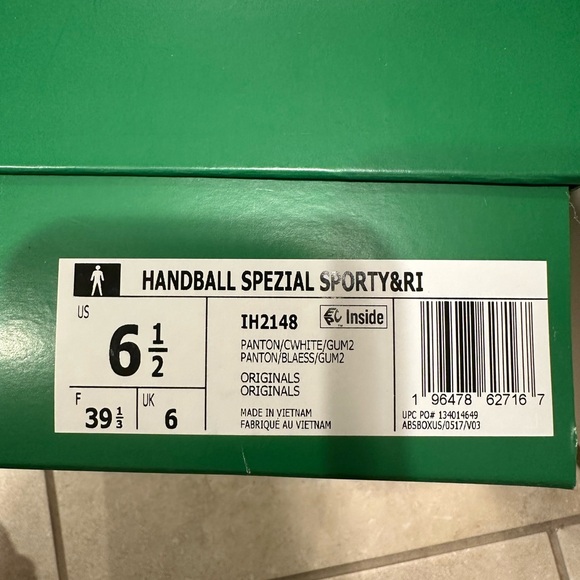 HANDBALL SPEZIAL SPORTY&RI
US
6 1/2
F
39 1/3
UK
6
IH2148
Inside
PANTON/CWHITE/GUM2
PANTON/BLAESS/GUM2
ORIGINALS
ORIGINALS
MADE IN VIETNAM
FABRIQUE AU VIETNAM
1 96478 62716 7
UPC PO# 134014649
ABSBOXUS/0517/V03